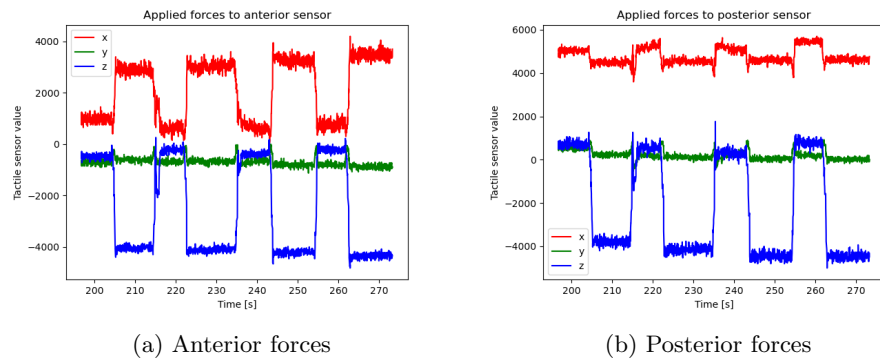 Applied forces to anterior sensor
4000
2000
0
−2000
−4000
Tactile sensor value
x
y
z
200 210 220 230 240 250 260 270
Time [s]
(a) Anterior forces
Applied forces to posterior sensor
6000
4000
2000
0
−2000
−4000
Tactile sensor value
x
y
z
200 210 220 230 240 250 260 270
Time [s]
(b) Posterior forces